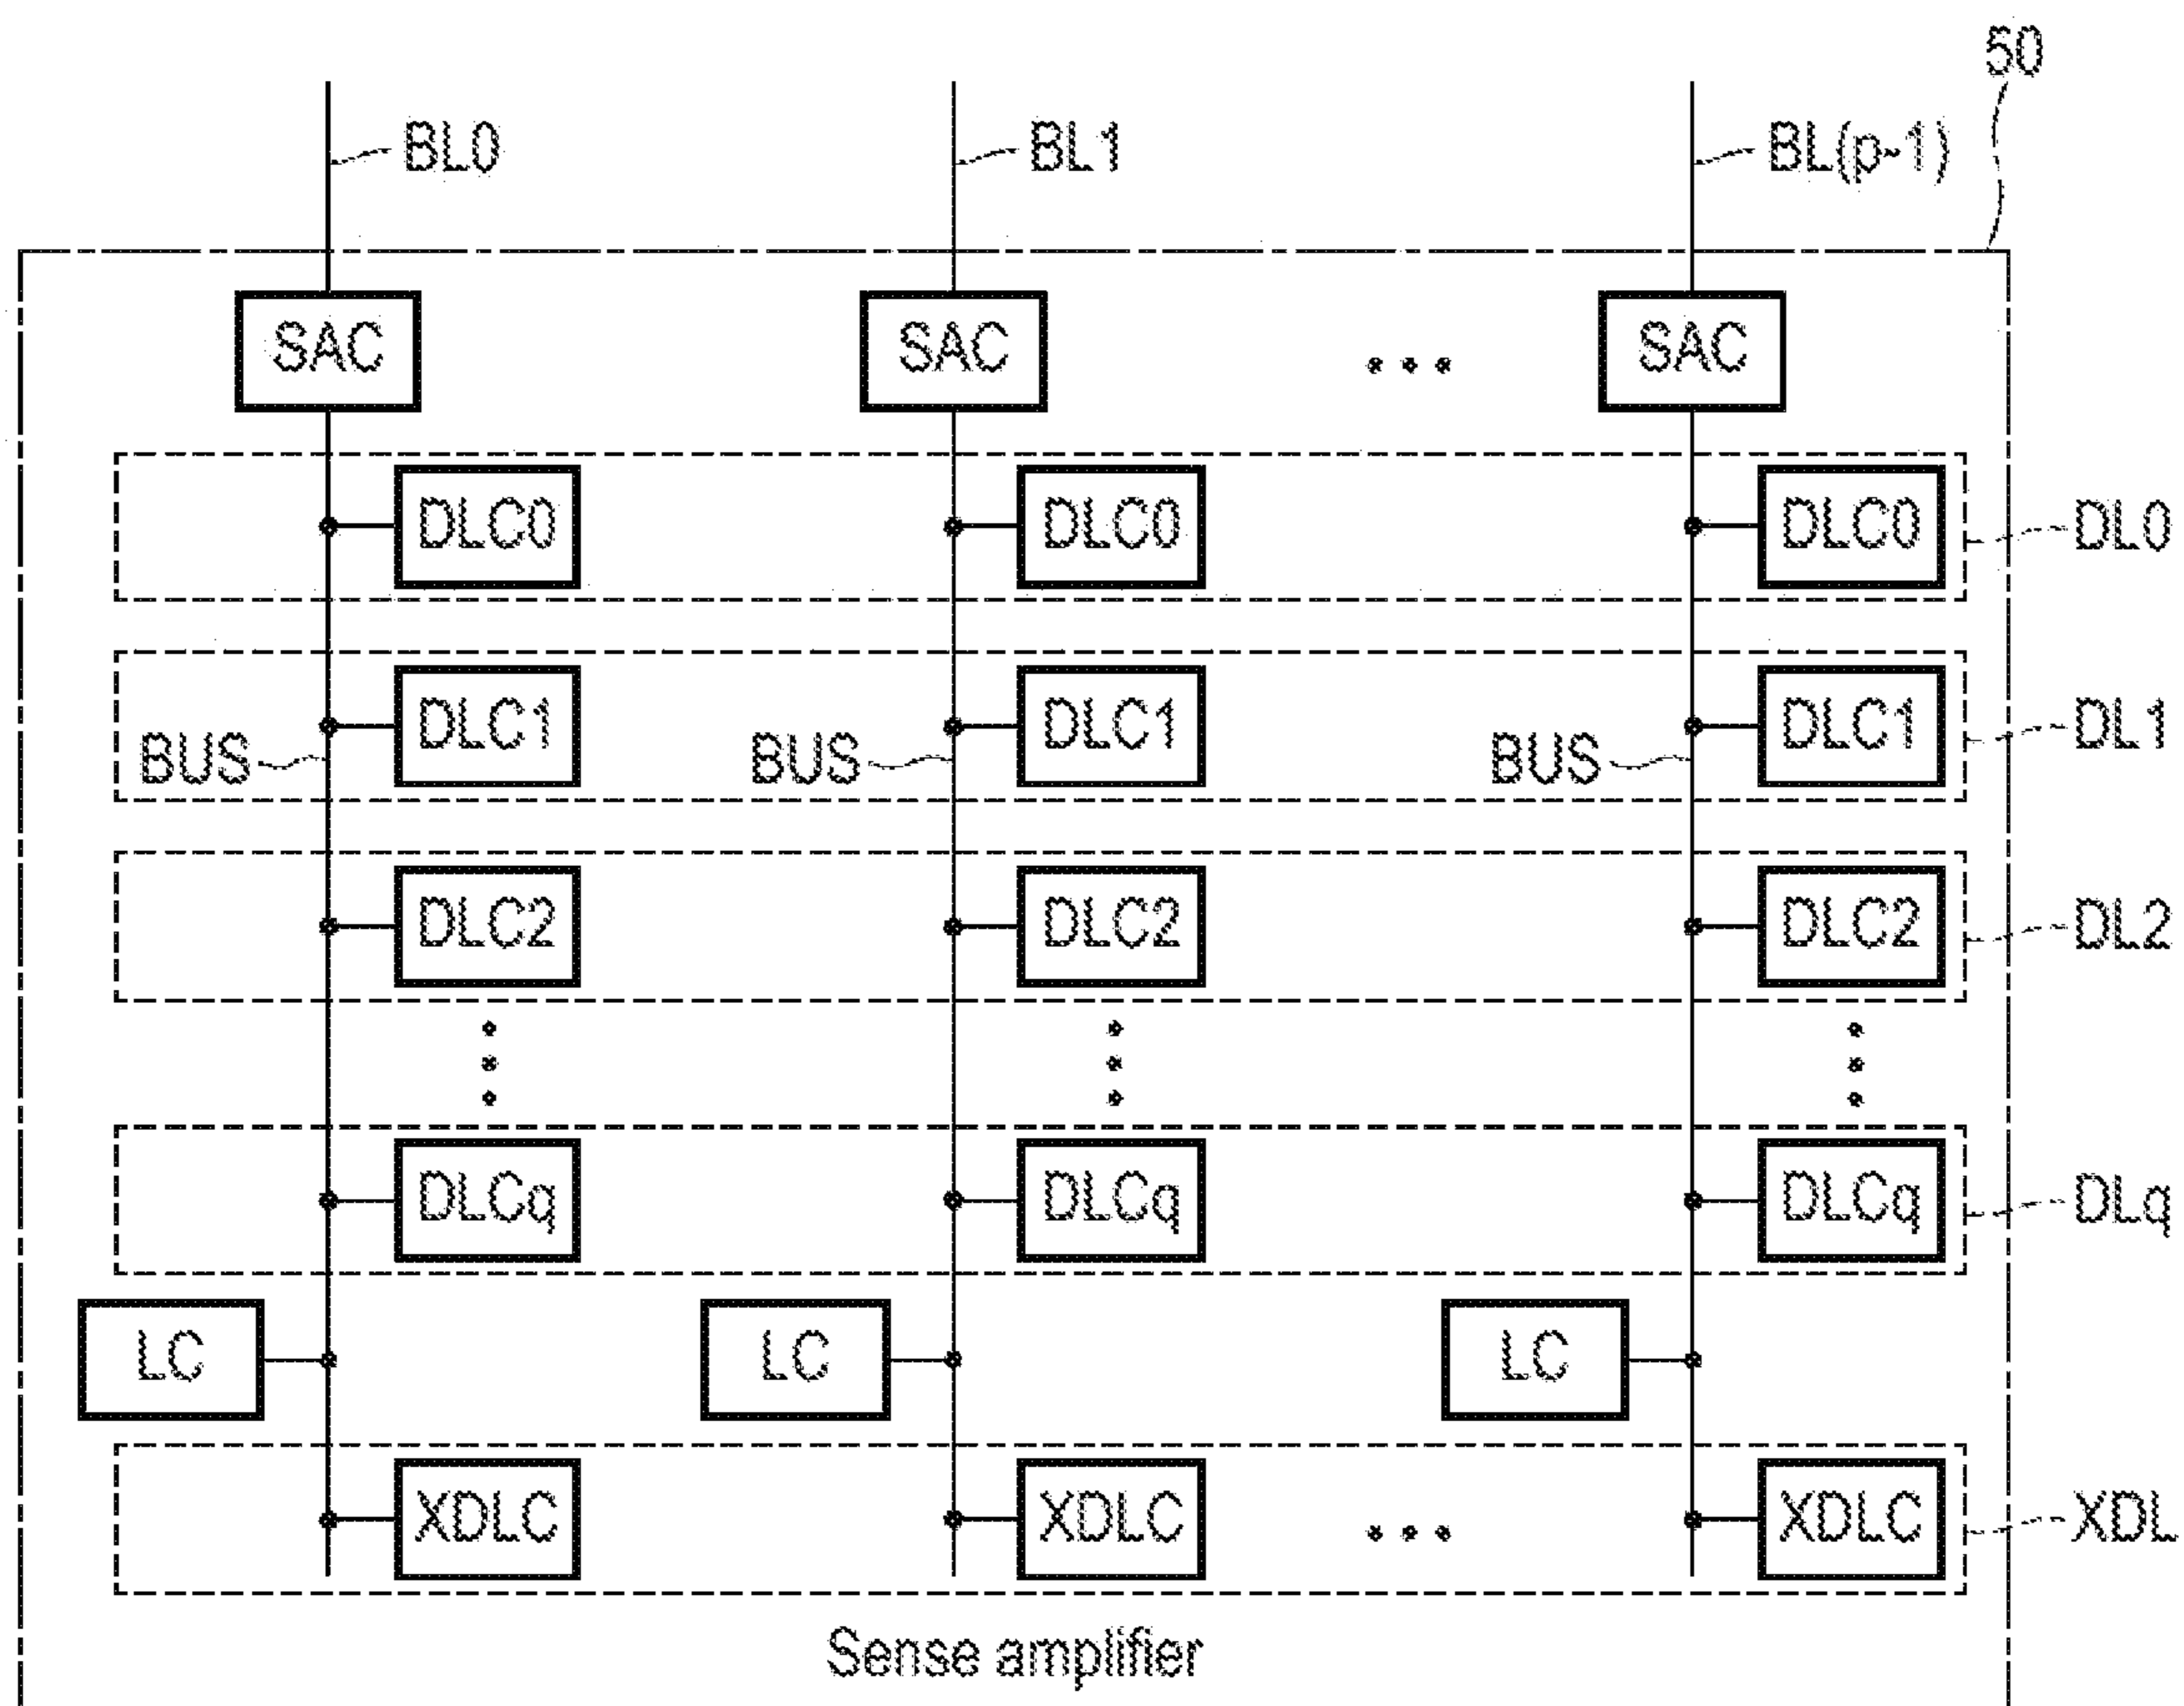 50
BL0 BL1 BL(p-1)
SAC SAC ... SAC
DLC0 DLC0 DLC0 DL0
DLC1 DLC1 DLC1 DL1
BUS BUS BUS
DLC2 DLC2 DLC2 DL2
DLCq DLCq DLCq DLq
LC LC LC
XDLC XDLC ... XDLC XDL
Sense amplifier